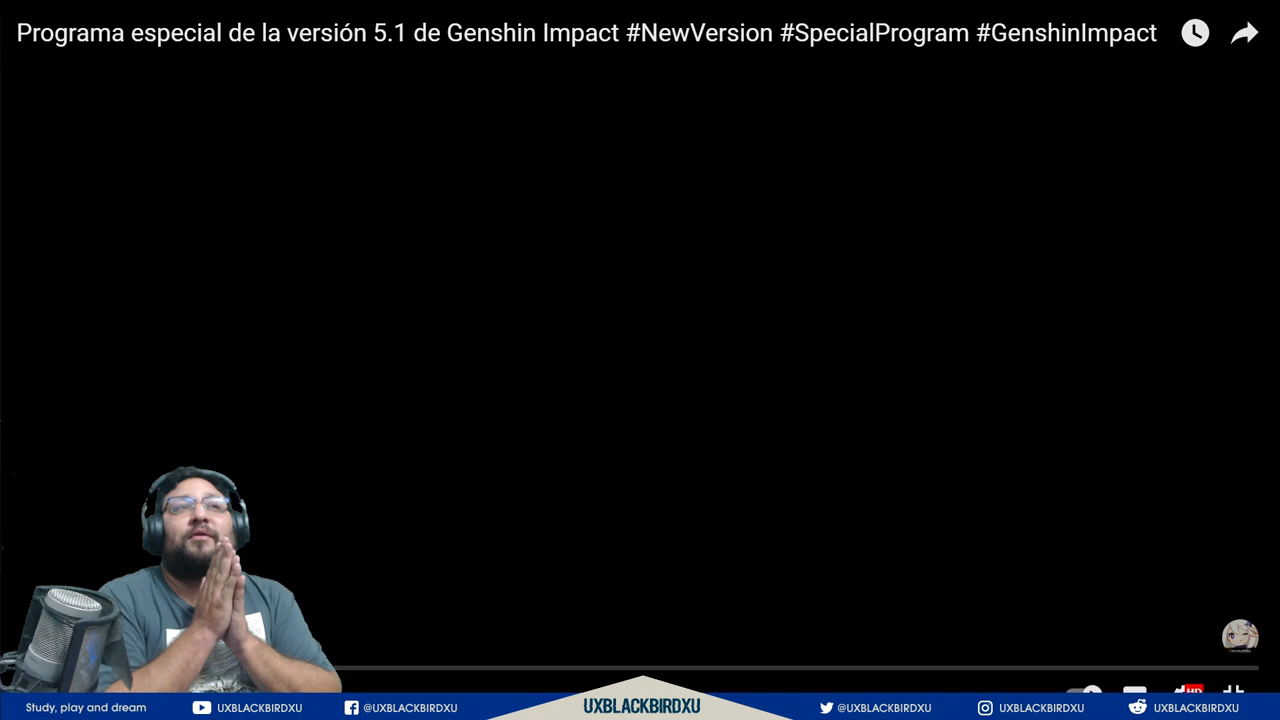 Programa especial de la versión 5.1 de Genshin Impact #NewVersion #SpecialProgram #GenshinImpact
HD
Study, play and dream
UXBLACKBIRDXU
@UXBLACKBIRDXU
UXBLACKBIRDXU
@UXBLACKBIRDXU
UXBLACKBIRDXU
UXBLACKBIRDXU